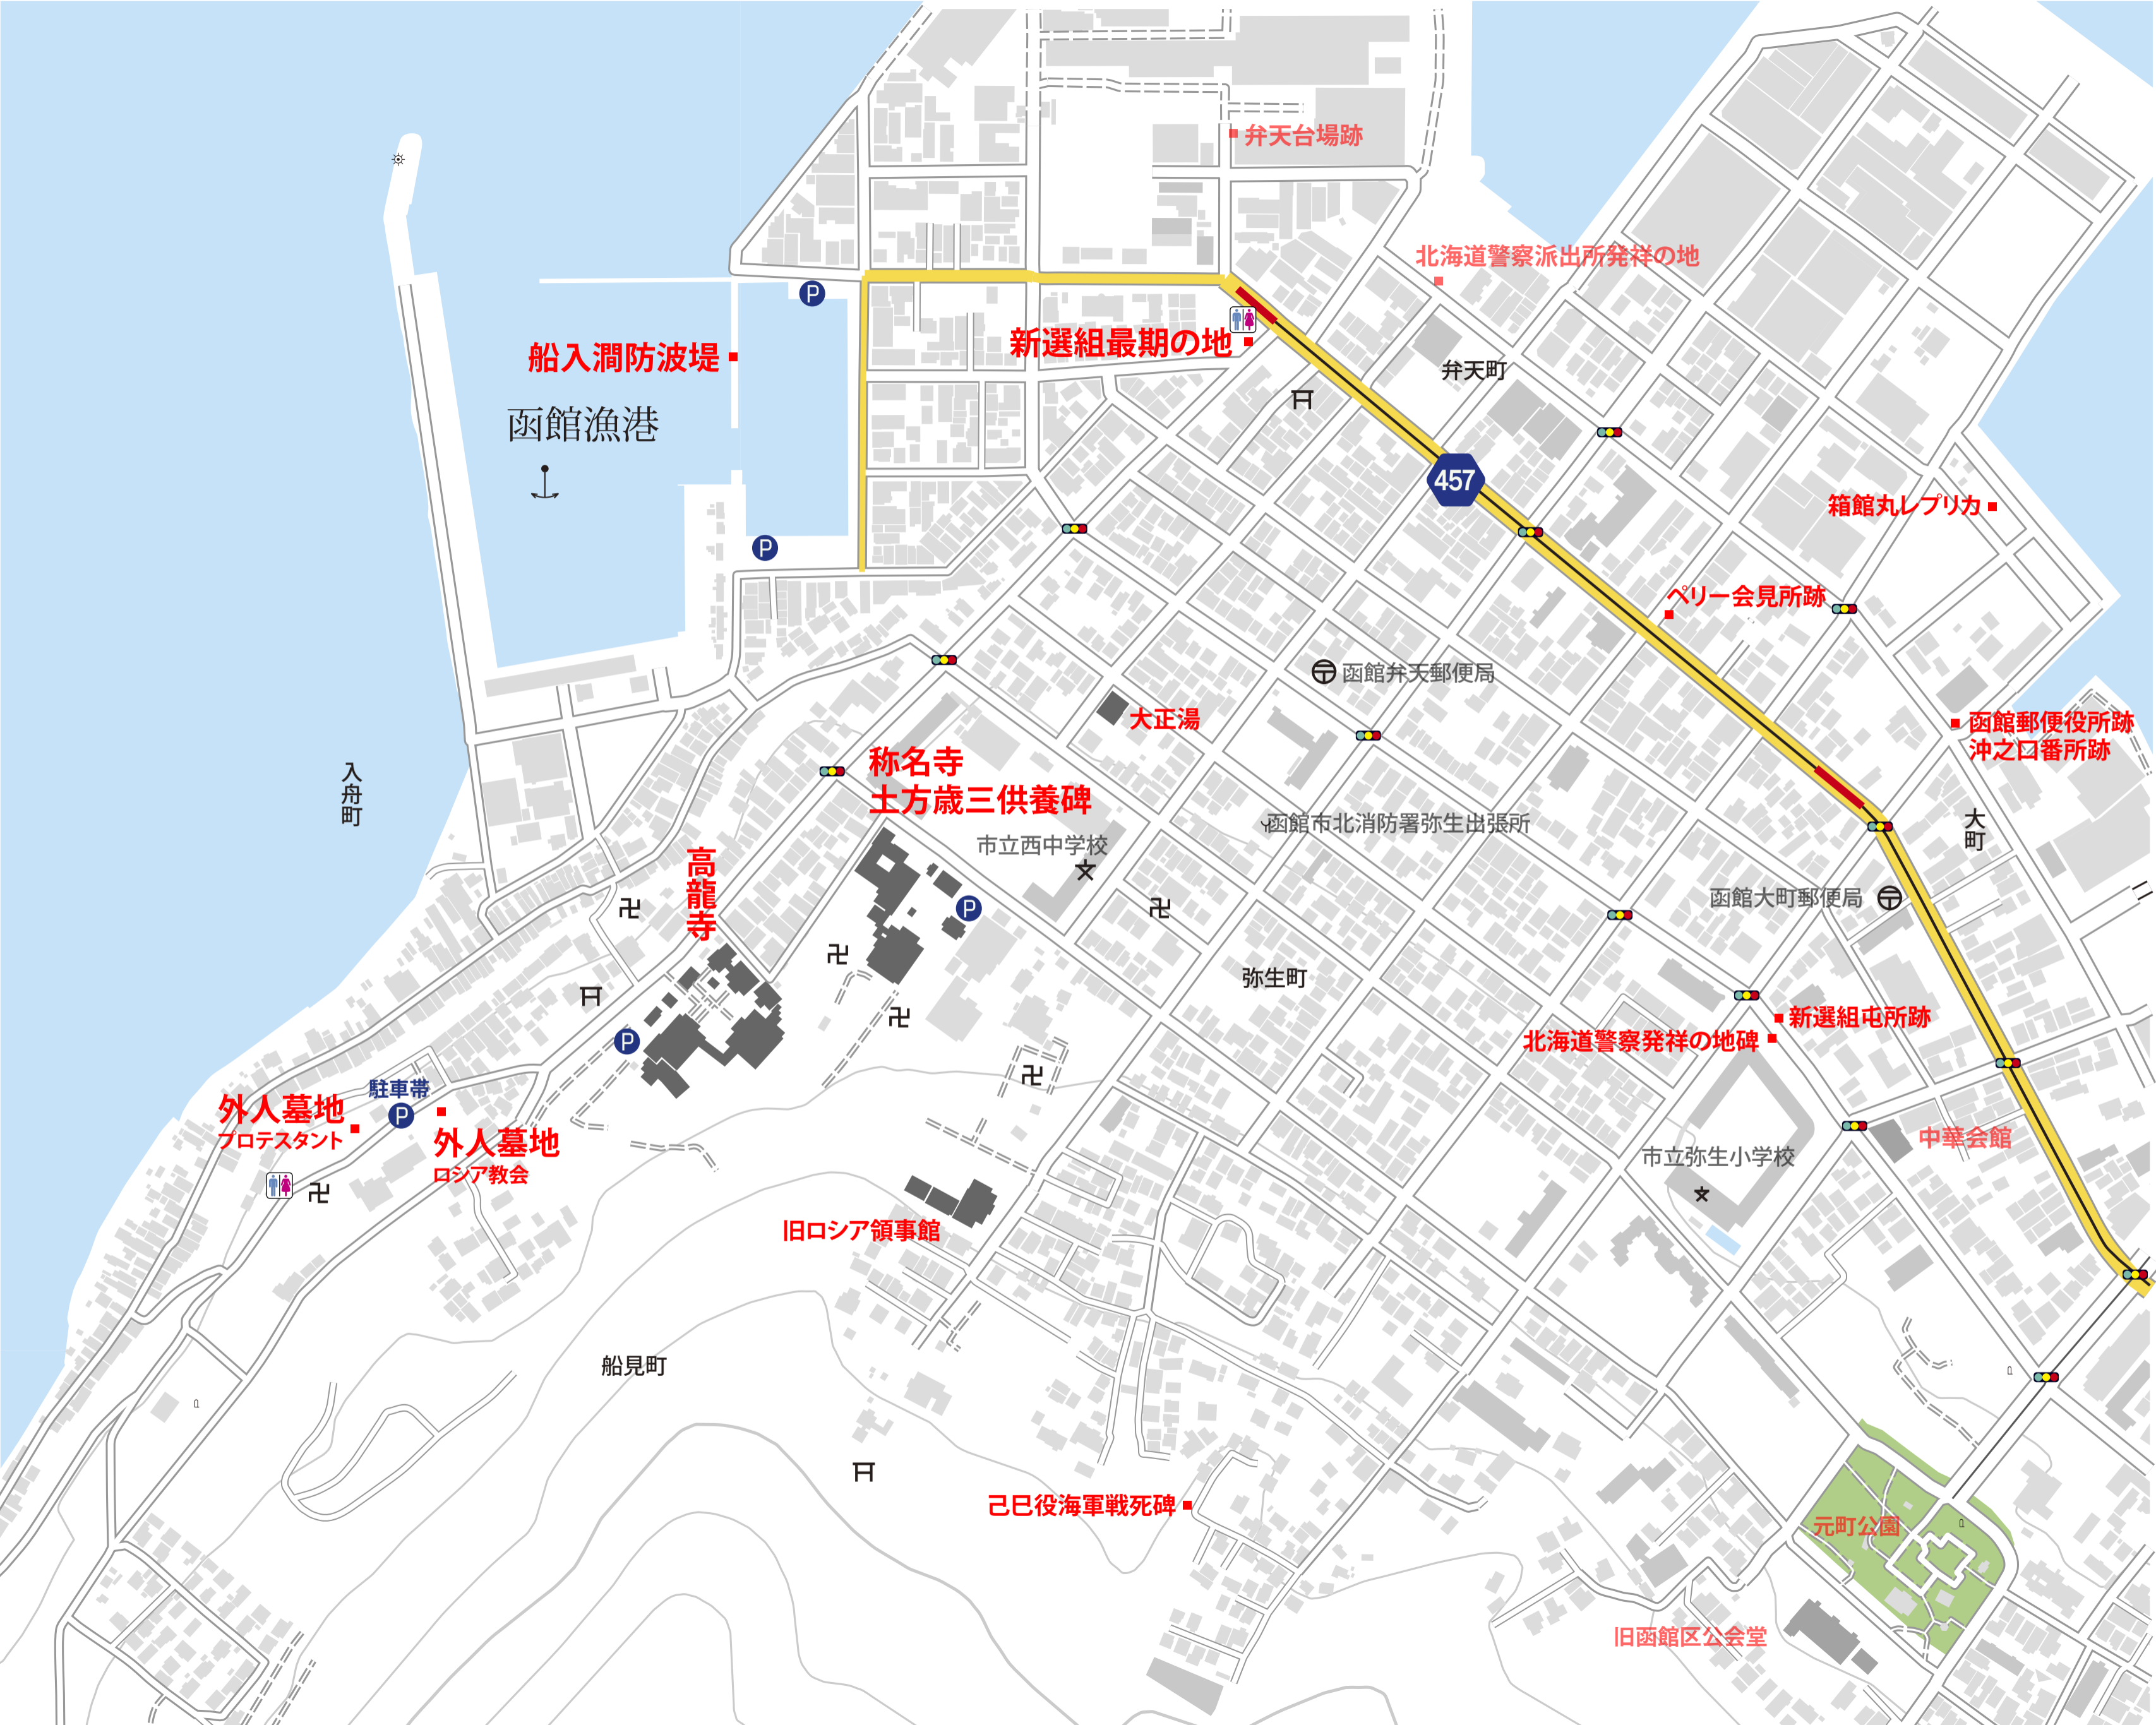 弁天台場跡
北海道警察派出所発祥の地
P
新選組最期の地
船入澗防波堤
弁天町
函館漁港
457
箱館丸レプリカ
P
ペリー会見所跡
函館弁天郵便局
大正湯
函館郵便役所跡
沖之口番所跡
称名寺
土方歳三供養碑
入舟町
函館市北消防署弥生出張所
大町
市立西中学校
高龍寺
函館大町郵便局
P
弥生町
新選組屯所跡
北海道警察発祥の地碑
P
駐車帯
P
外人墓地
プロテスタント
外人墓地
ロシア教会
中華会館
市立弥生小学校
旧ロシア領事館
船見町
己巳役海軍戦死碑
元町公園
旧函館区公会堂